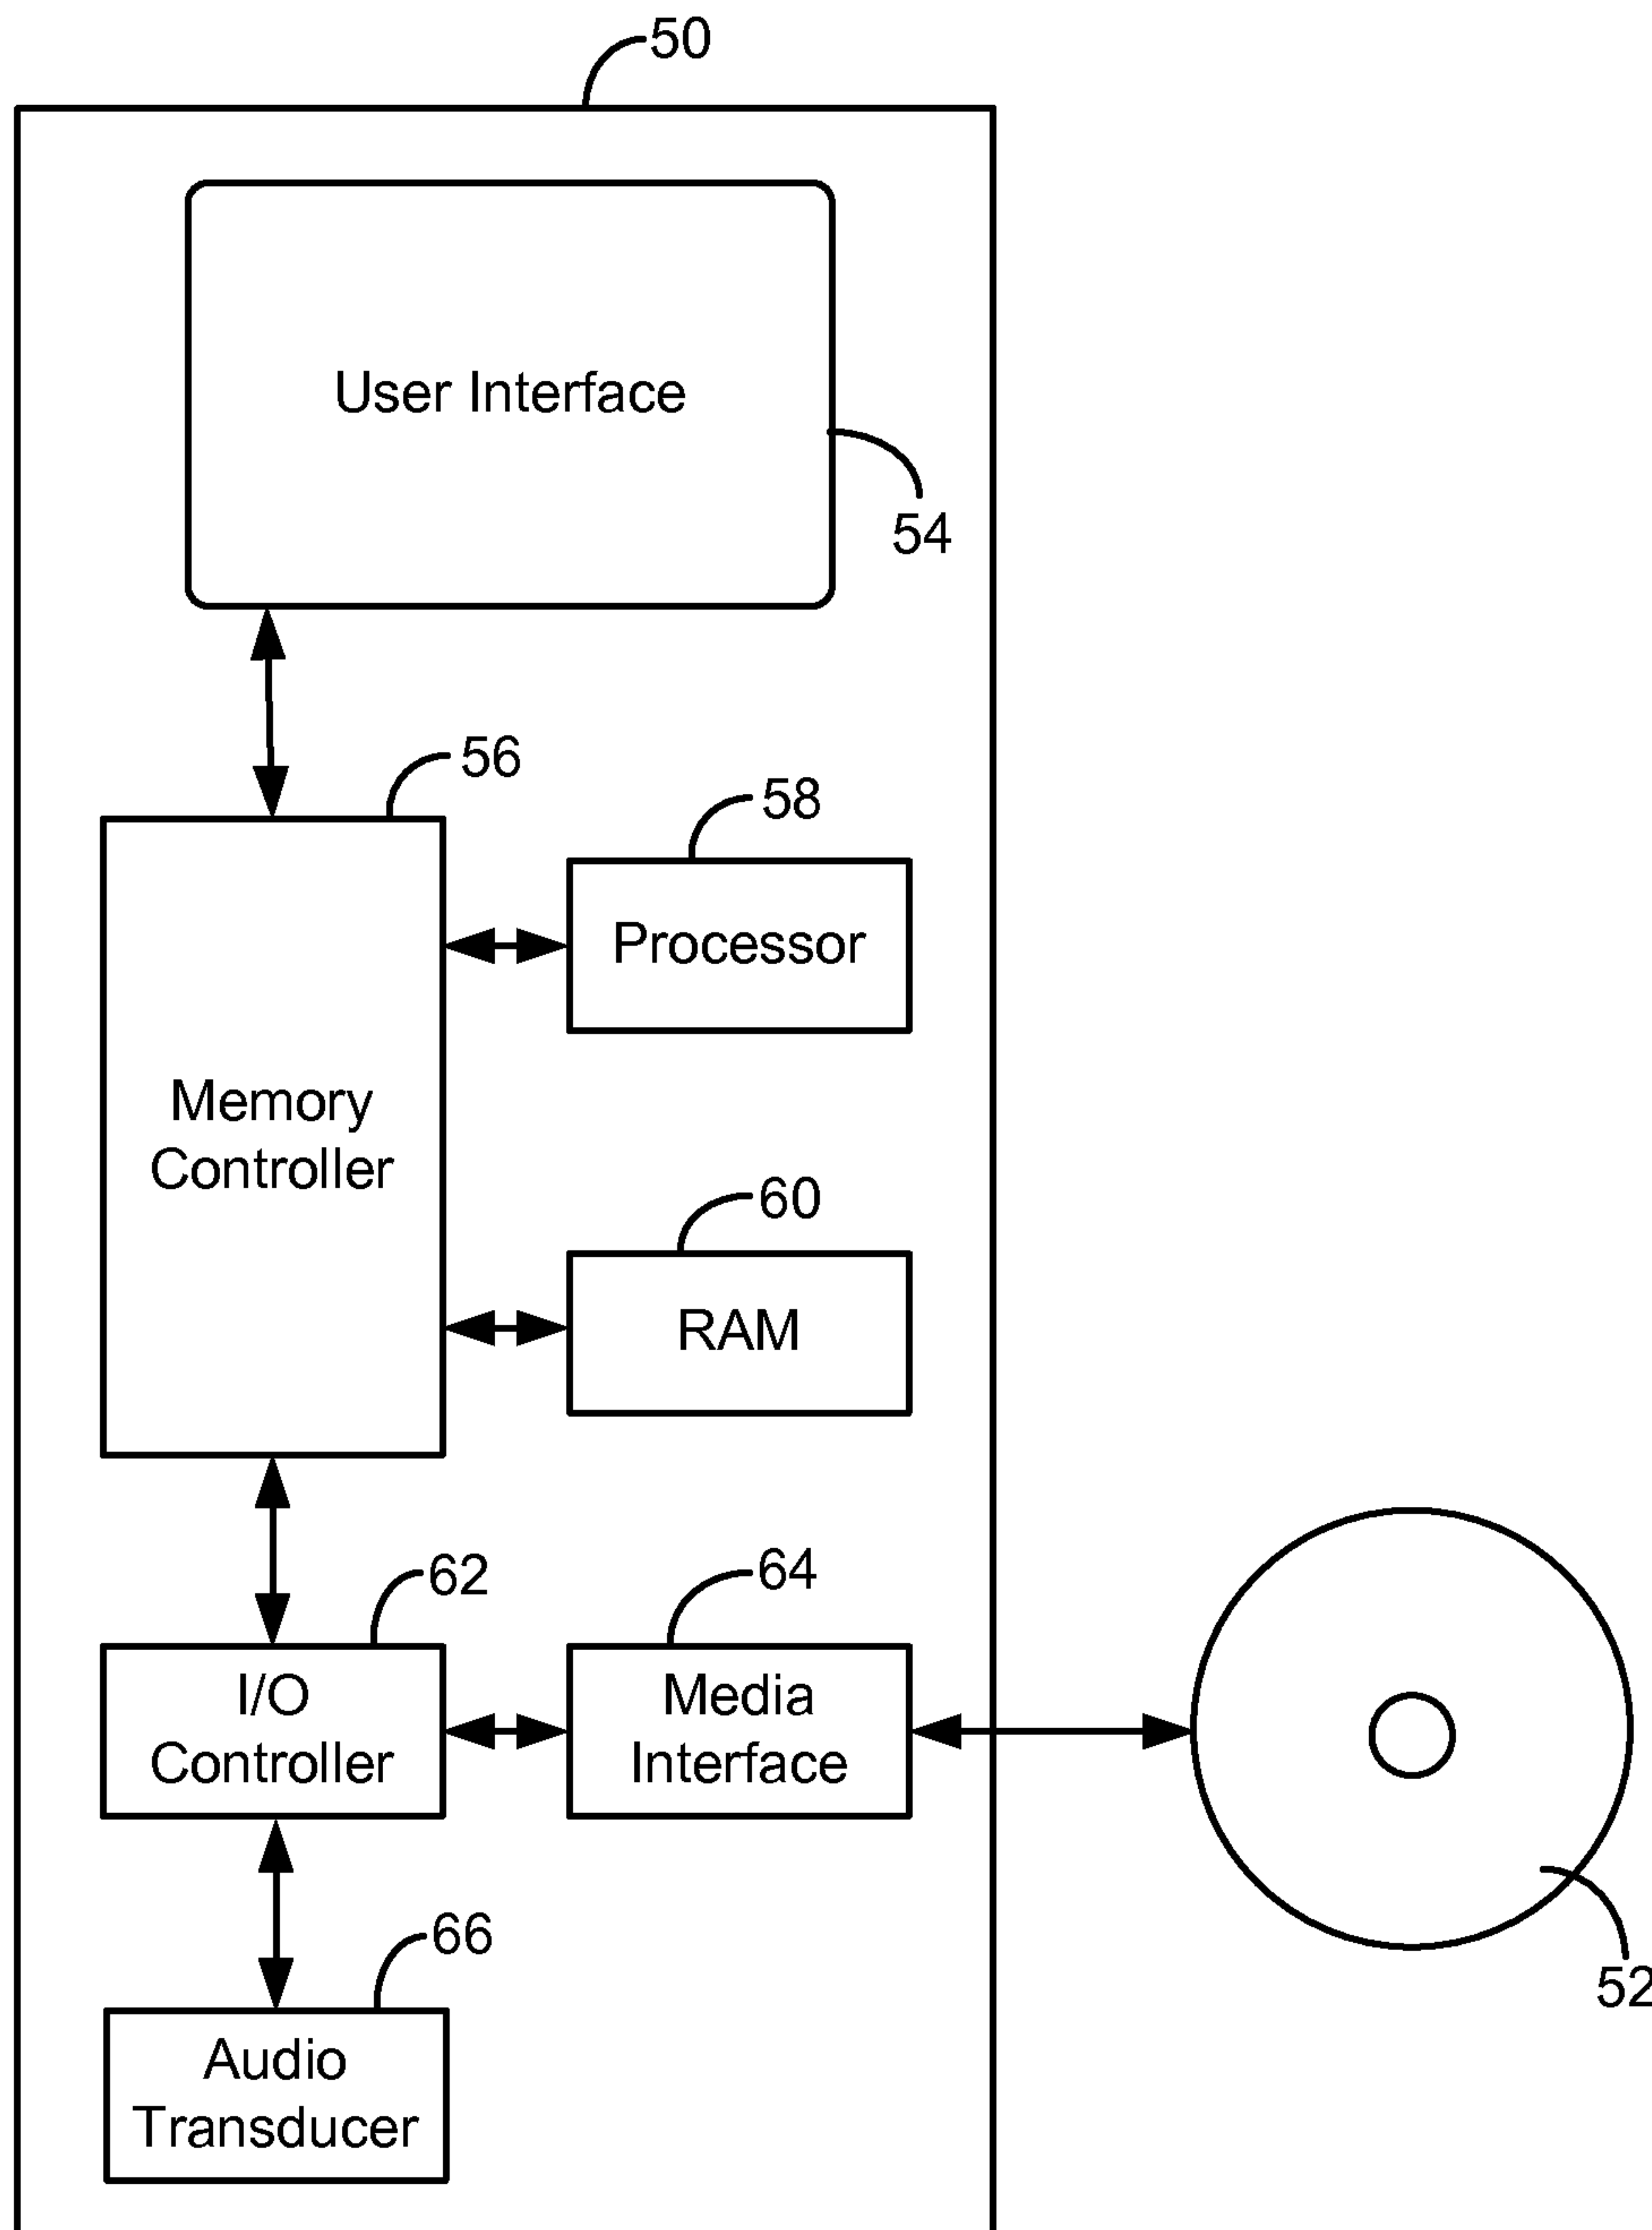 50
User Interface
54
56
58
Processor
Memory
Controller
60
RAM
62
64
I/O
Controller
Media
Interface
66
52
Audio
Transducer